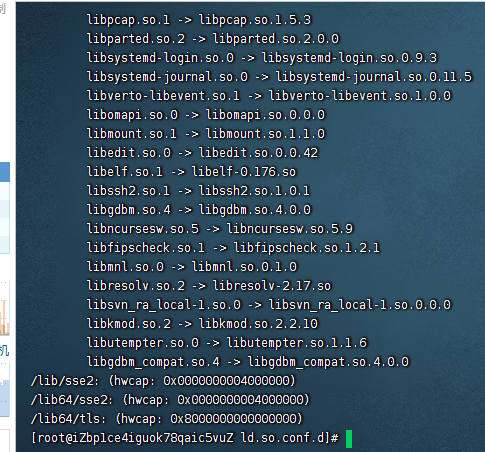 制
libpcap.so.1 -> libpcap.so.1.5.3
libparted.so.2 -> libparted.so.2.0.0
libsystemd-login.so.0 -> libsystemd-login.so.0.9.3
libsystemd-journal.so.0 -> libsystemd-journal.so.0.11.5
libverto-libevent.so.1 -> libverto-libevent.so.1.0.0
libomapi.so.0 -> libomapi.so.0.0.0
libmount.so.1 -> libmount.so.1.1.0
libedit.so.0 -> libedit.so.0.0.42
libelf.so.1 -> libelf-0.176.so
libssh2.so.1 -> libssh2.so.1.0.1
libgdbm.so.4 -> libgdbm.so.4.0.0
libncursesw.so.5 -> libncursesw.so.5.9
libfipscheck.so.1 -> libfipscheck.so.1.2.1
libmnl.so.0 -> libmnl.so.0.1.0
libresolv.so.2 -> libresolv-2.17.so
libsvn_ra_local-1.so.0 -> libsvn_ra_local-1.so.0.0.0
libkmod.so.2 -> libkmod.so.2.2.10
libutempter.so.0 -> libutempter.so.1.1.6
机
libgdbm_compat.so.4 -> libgdbm_compat.so.4.0.0
/lib/sse2: (hwcap: 0x0000000004000000)
/lib64/sse2: (hwcap: 0x0000000004000000)
/lib64/tls: (hwcap: 0x8000000000000000)
[root@iZbp1ce4iguok78qaic5vuZ ld.so.conf.d]#